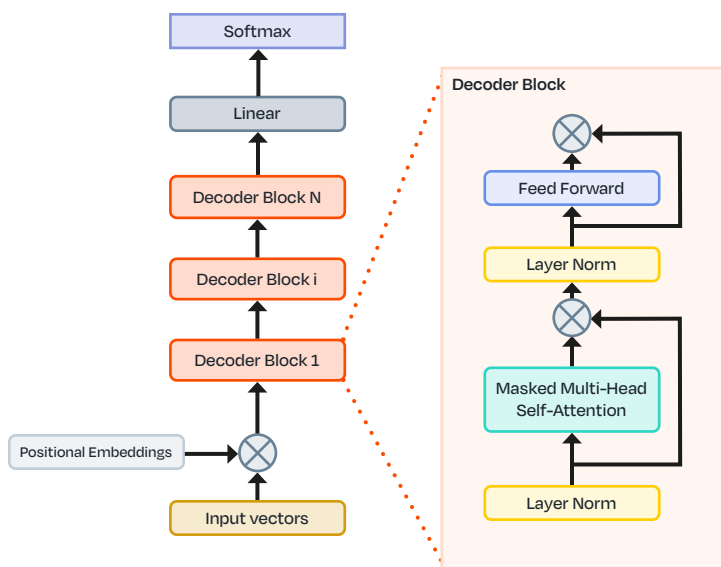 Softmax
Linear
Decoder Block N
Decoder Block i
Decoder Block 1
Positional Embeddings
Input vectors
Decoder Block
Feed Forward
Layer Norm
Masked Multi-Head
Self-Attention
Layer Norm